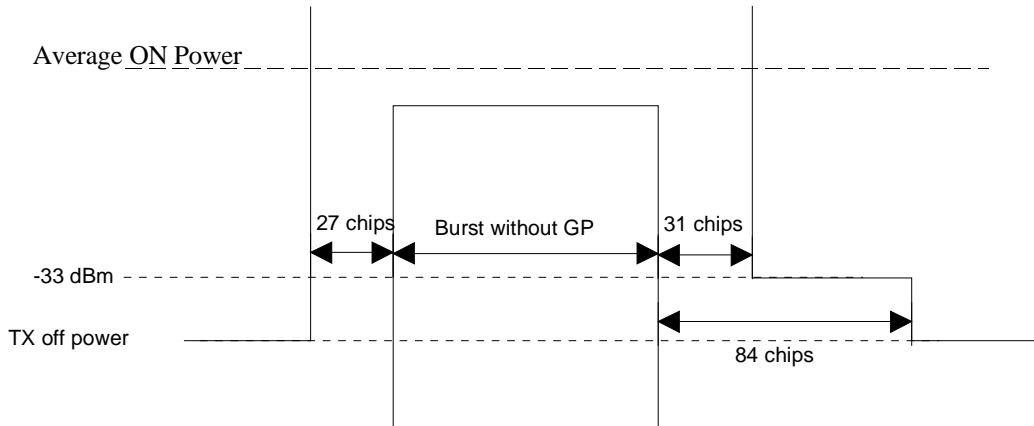 Average ON Power
27 chips
Burst without GP
31 chips
-33 dBm
TX off power
84 chips